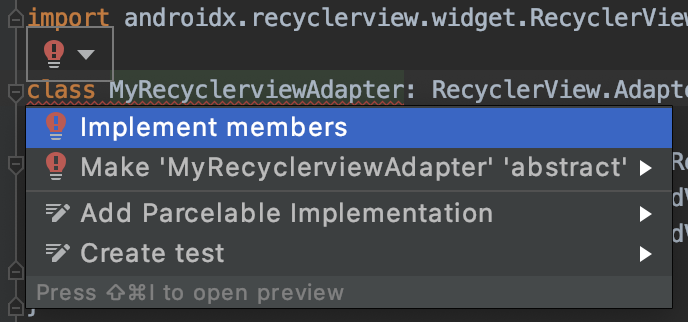 import androidx.recyclerview.widget.RecyclerView
class MyRecyclerviewAdapter: RecyclerView.Adapt
Implement members
Make 'MyRecyclerviewAdapter' 'abstract'
Add Parcelable Implementation
Create test
Press ⇧⌘I to open preview
}